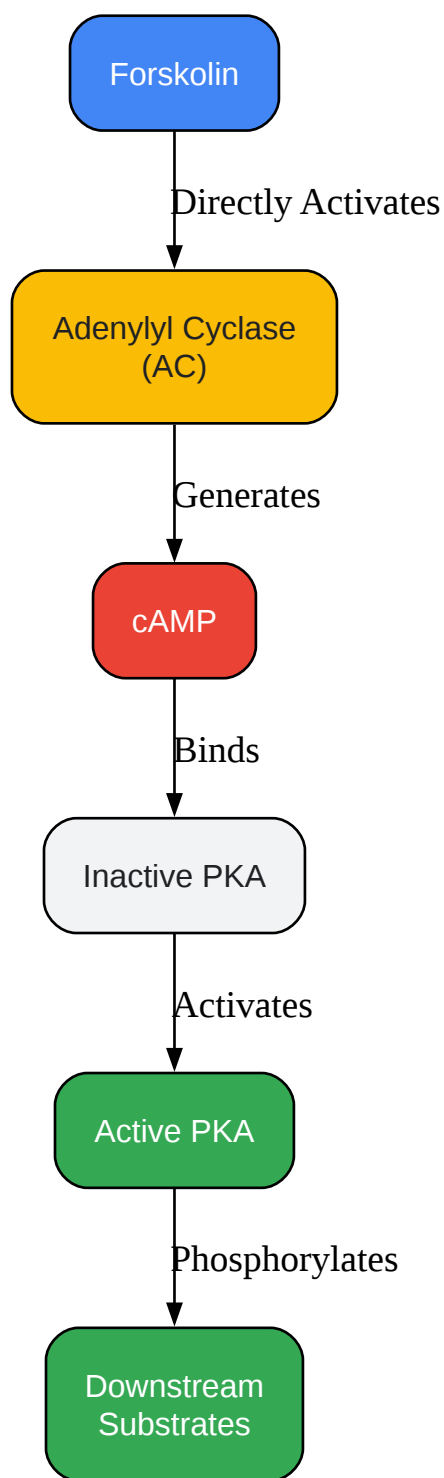 Forskolin
Directly Activates
Adenylyl Cyclase
(AC)
Generates
cAMP
Binds
Inactive PKA
Activates
Active PKA
Phosphorylates
Downstream
Substrates